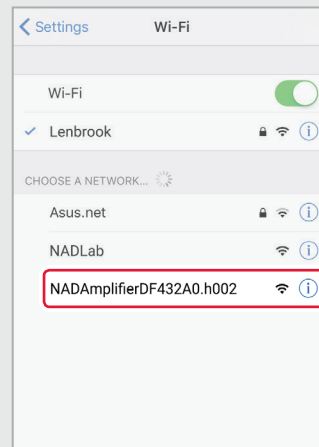 Settings Wi-Fi
Wi-Fi
Lenbrook
CHOOSE A NETWORK...
Asus.net
NADLab
NADAmplifierDF432A0.h002